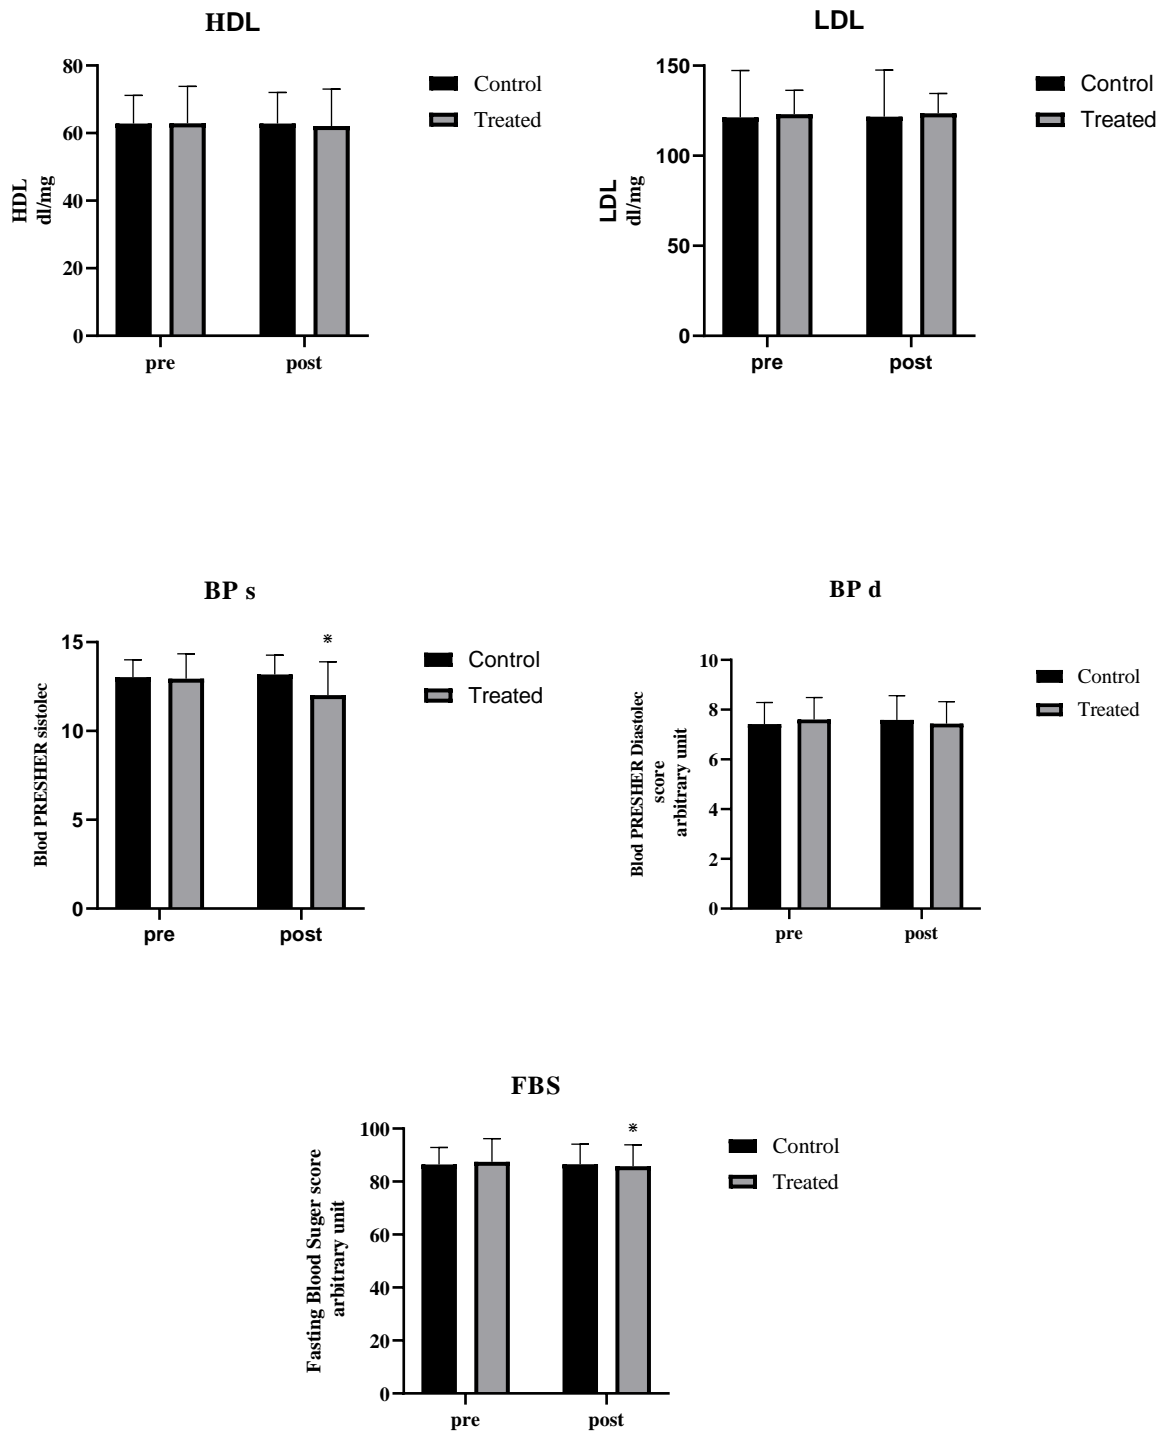 HDL
80
60
40
20
0
HDL
dl/mg
pre
post
Control
Treated
LDL
150
100
50
0
LDL
dl/mg
pre
post
Control
Treated
BP s
15
10
5
0
Blod PRESHER sistolec
*
pre
post
Control
Treated
BP d
10
8
6
4
2
0
Blod PRESHER Diastolec
score
arbitrary unit
pre
post
Control
Treated
FBS
100
80
60
40
20
0
Fasting Blood Suger score
arbitrary unit
*
pre
post
Control
Treated